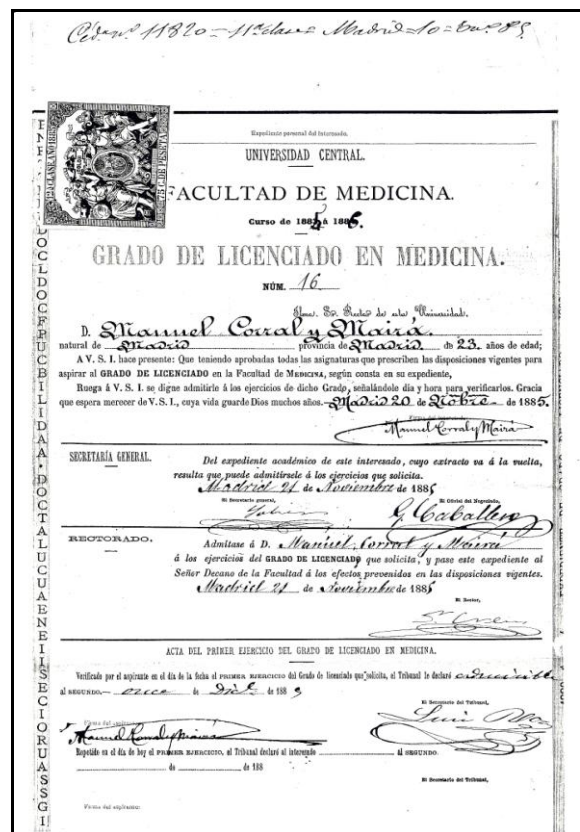 Céd.ª nº 11820 = 11ª clase = Madrid = 10 = En.º 85
Expediente personal del interesado.
UNIVERSIDAD CENTRAL.
FACULTAD DE MEDICINA.
Curso de 1885 á 1886.
GRADO DE LICENCIADO EN MEDICINA.
NÚM. 16
Ilmo. Sr. Rector de esta Universidad.
D. Manuel Corral y Mairá.
natural de Madrid provincia de Madrid de 23 años de edad;
A V. S. I. hace presente: Que teniendo aprobadas todas las asignaturas que prescriben las disposiciones vigentes para
aspirar al GRADO DE LICENCIADO en la Facultad de MEDICINA, según consta en su expediente,
Ruega á V. S. I. se digne admitirle á los ejercicios de dicho Grado, señalándole día y hora para verificarlos. Gracia
que espera merecer de V. S. I., cuya vida guarde Dios muchos años. Madrid 20 de Nobre de 1885.
Manuel Corral y Mairá
SECRETARÍA GENERAL.
Del expediente académico de este interesado, cuyo extracto va á la vuelta,
resulta que puede admitírsele á los ejercicios que solicita.
Madrid 21 de Noviembre de 1885
El Secretario general,
El Oficial del Negociado,
G. Caballero
RECTORADO.
Admítase á D. Manuel Corral y Mairá
á los ejercicios del GRADO DE LICENCIADO que solicita, y pase este expediente al
Señor Decano de la Facultad á los efectos prevenidos en las disposiciones vigentes.
Madrid 21 de Noviembre de 1885
El Rector,
ACTA DEL PRIMER EJERCICIO DEL GRADO DE LICENCIADO EN MEDICINA.
Verificado por el aspirante en el día de la fecha el PRIMER EJERCICIO del Grado de licenciado que solicita, el Tribunal le declaró admisible
al SEGUNDO.— once de Dicbre de 1885
El Secretario del Tribunal,
Firma del aspirante:
Manuel Corral y Mairá
Repetido en el día de hoy el PRIMER EJERCICIO, el Tribunal declaró al interesado al SEGUNDO.
de de 188
El Secretario del Tribunal,
Firma del aspirante: